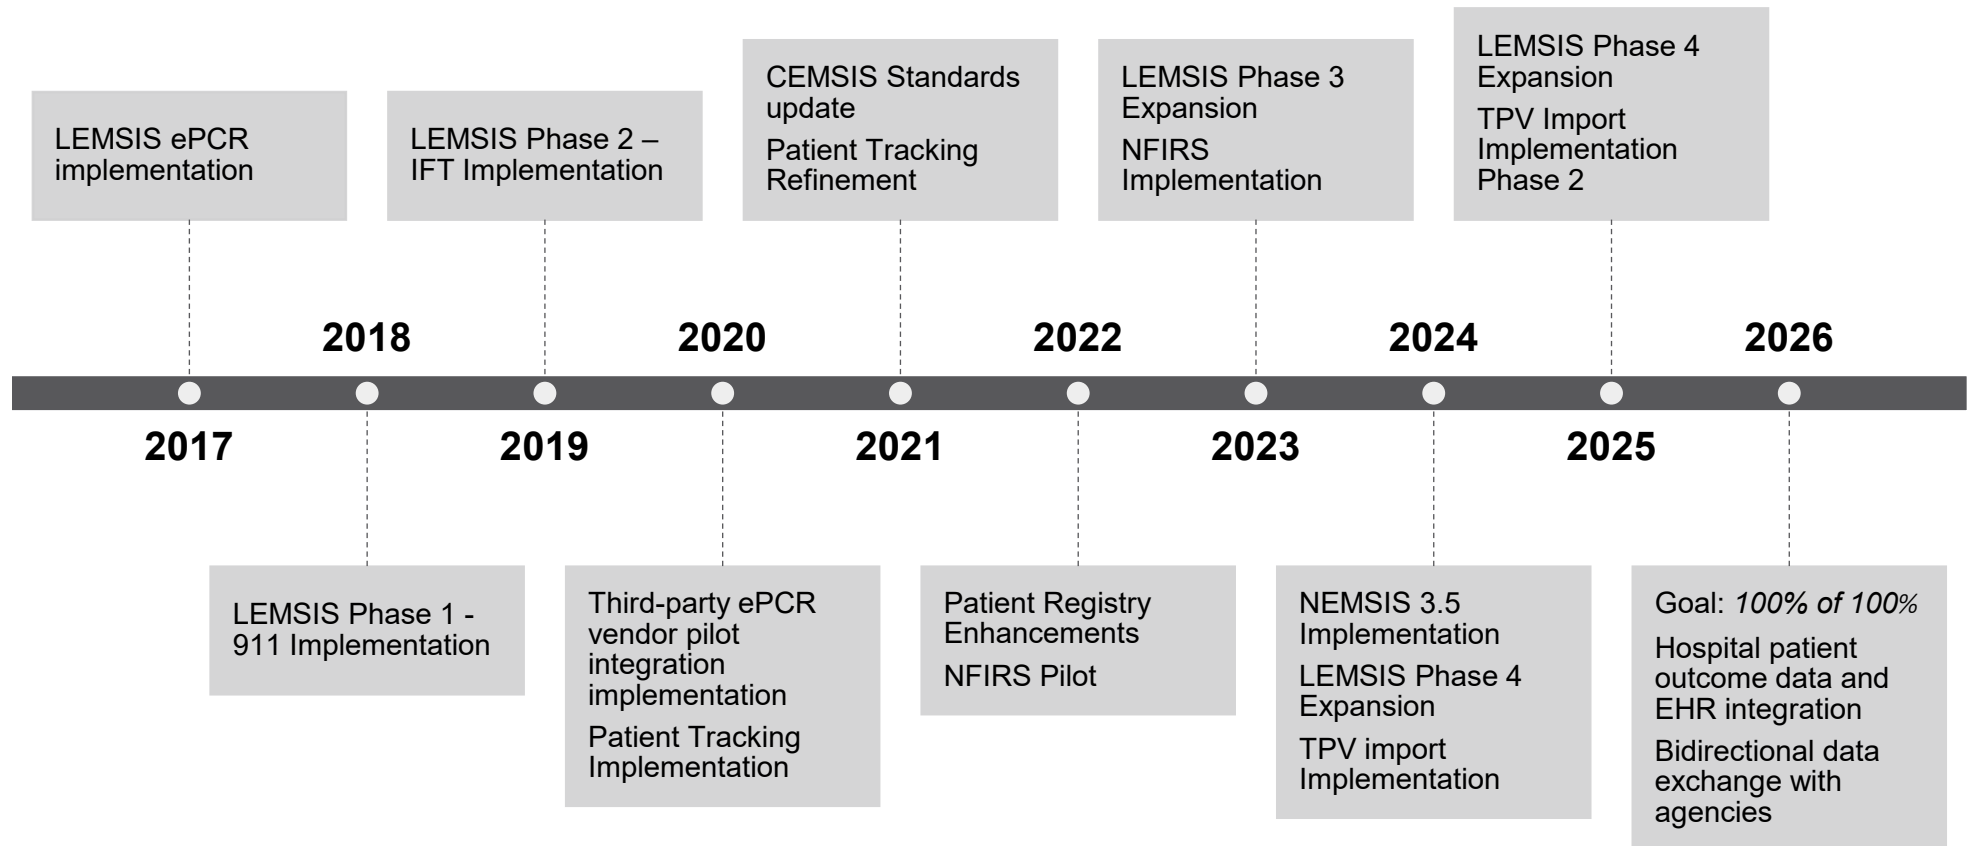 LEMSIS ePCR
implementation
LEMSIS Phase 2 –
IFT Implementation
CEMSIS Standards
update
Patient Tracking
Refinement
LEMSIS Phase 3
Expansion
NFIRS
Implementation
LEMSIS Phase 4
Expansion
TPV Import
Implementation
Phase 2
2018
2020
2022
2024
2026
2017
2019
2021
2023
2025
LEMSIS Phase 1 -
911 Implementation
Third-party ePCR
vendor pilot
integration
implementation
Patient Tracking
Implementation
Patient Registry
Enhancements
NFIRS Pilot
NEMSIS 3.5
Implementation
LEMSIS Phase 4
Expansion
TPV import
Implementation
Goal: 100% of 100%
Hospital patient
outcome data and
EHR integration
Bidirectional data
exchange with
agencies